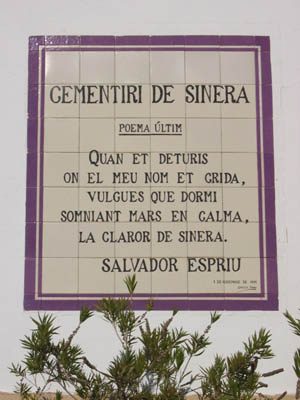 CEMENTIRI DE SINERA
POEMA ÚLTIM
QUAN ET DETURIS
ON EL MEU NOM ET CRIDA,
VULGUES QUE DORMI
SOMNIANT MARS EN CALMA,
LA CLAROR DE SINERA.
SALVADOR ESPRIU